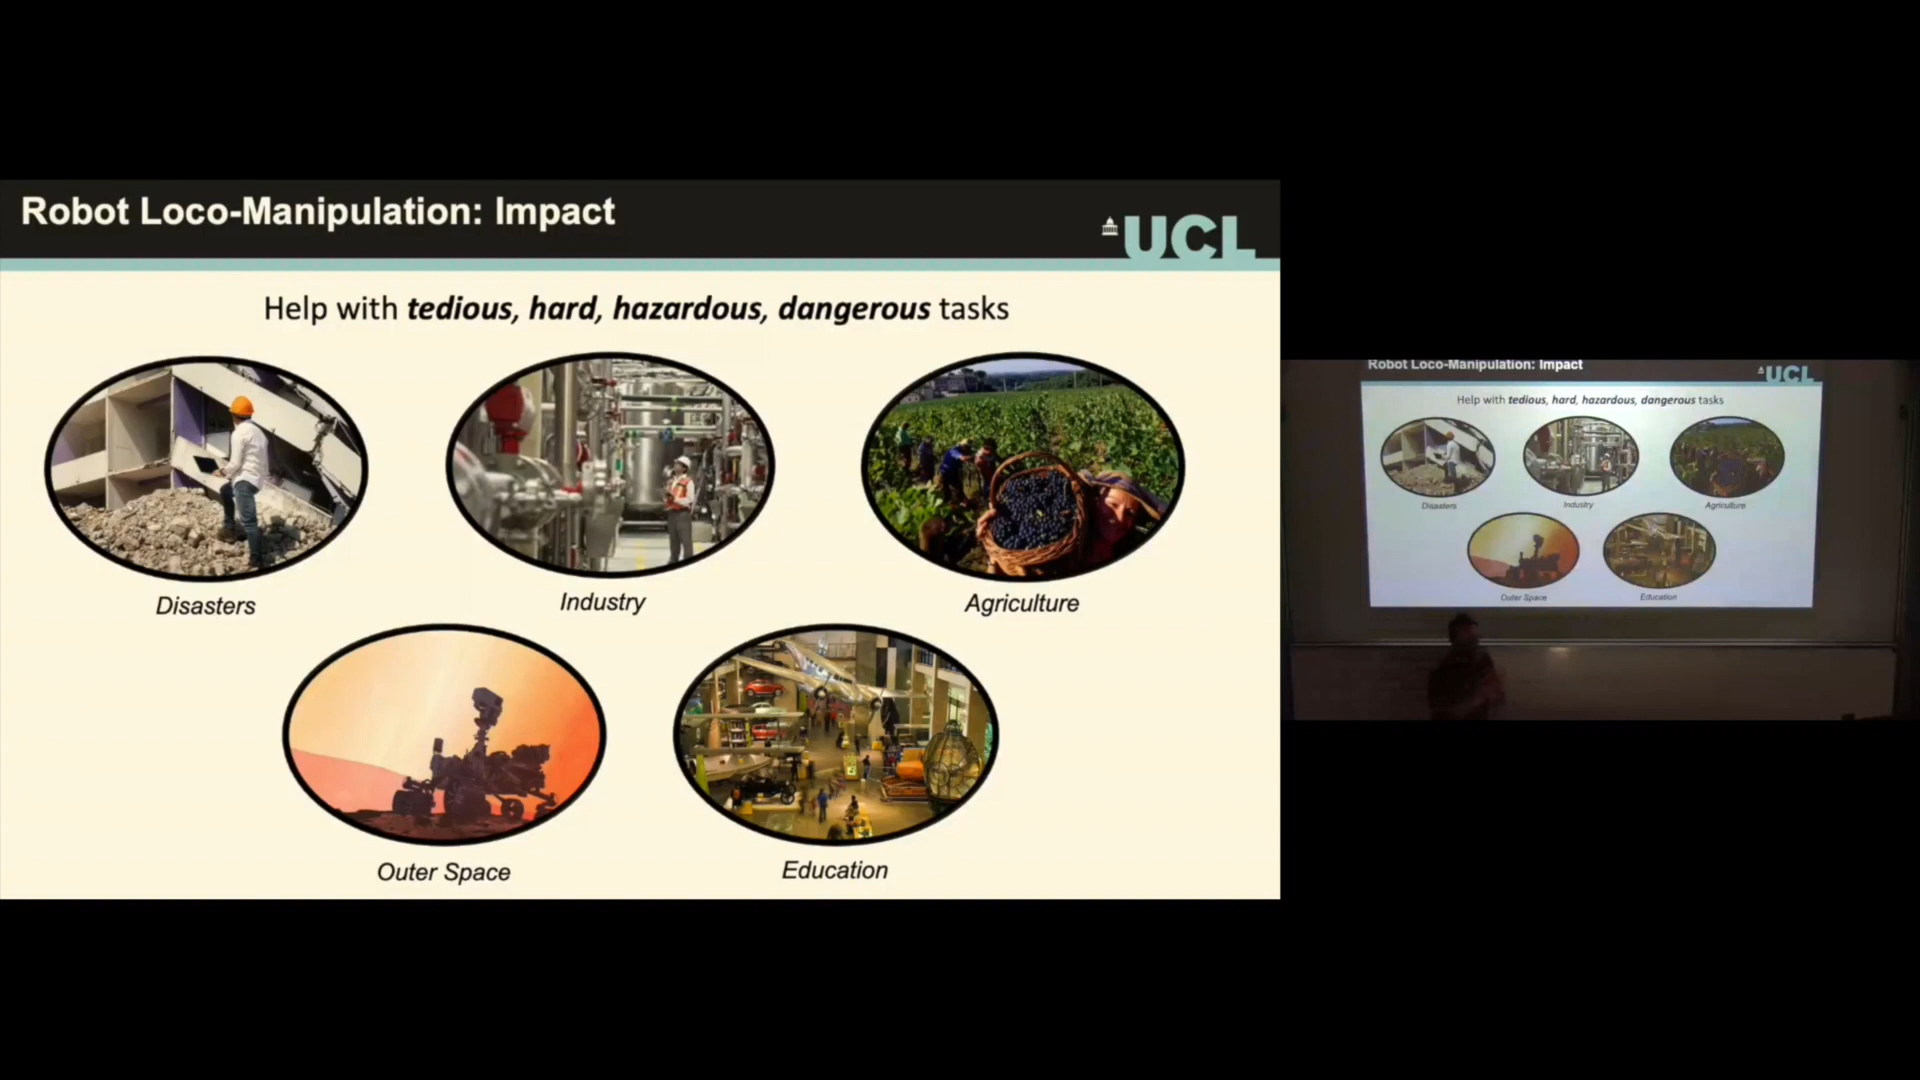 Robot Loco-Manipulation: Impact
UCL
Help with tedious, hard, hazardous, dangerous tasks
Disasters
Industry
Agriculture
Outer Space
Education
Robot Loco-Manipulation: Impact
UCL
Help with tedious, hard, hazardous, dangerous tasks
Disasters
Industry
Agriculture
Outer Space
Education